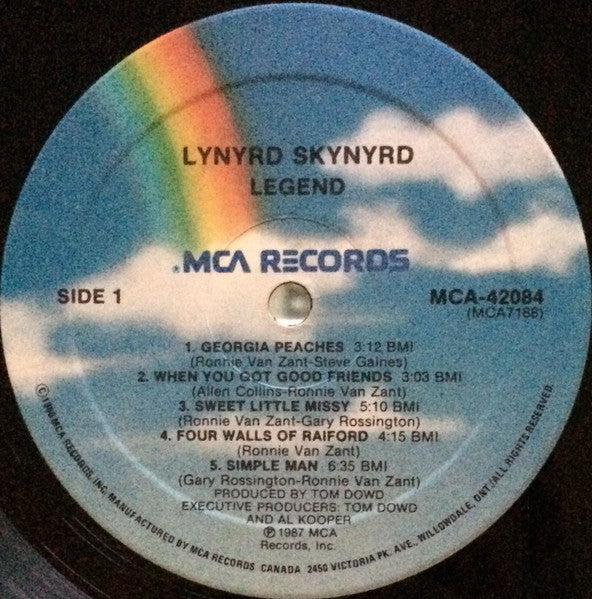 LYNYRD SKYNYRD
LEGEND
MCA RECORDS
SIDE 1
MCA-42084
(MCA7188)
1. GEORGIA PEACHES 3:12 BMI
(Ronnie Van Zant-Steve Gaines)
2. WHEN YOU GOT GOOD FRIENDS 3:03 BMI
(Allen Collins-Ronnie Van Zant)
3. SWEET LITTLE MISSY 5:10 BMI
(Ronnie Van Zant-Gary Rossington)
4. FOUR WALLS OF RAIFORD 4:15 BMI
(Ronnie Van Zant)
5. SIMPLE MAN 6:35 BMI
(Gary Rossington-Ronnie Van Zant)
PRODUCED BY TOM DOWD
EXECUTIVE PRODUCERS: TOM DOWD
AND AL KOOPER
℗ 1987 MCA
Records, Inc.
© 1980 MCA RECORDS, INC. MANUFACTURED BY MCA RECORDS CANADA 2450 VICTORIA PK. AVE., WILLOWDALE, ONT./ALL RIGHTS RESERVED.